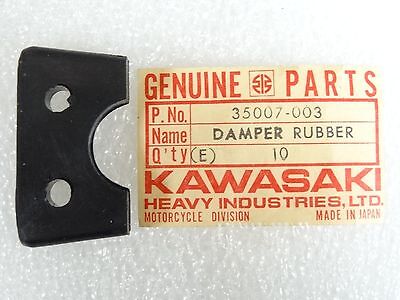 GENUINE PARTS
P. No. 35007-003
Name DAMPER RUBBER
Q'ty (E) 10
KAWASAKI
HEAVY INDUSTRIES, LTD.
MOTORCYCLE DIVISION MADE IN JAPAN